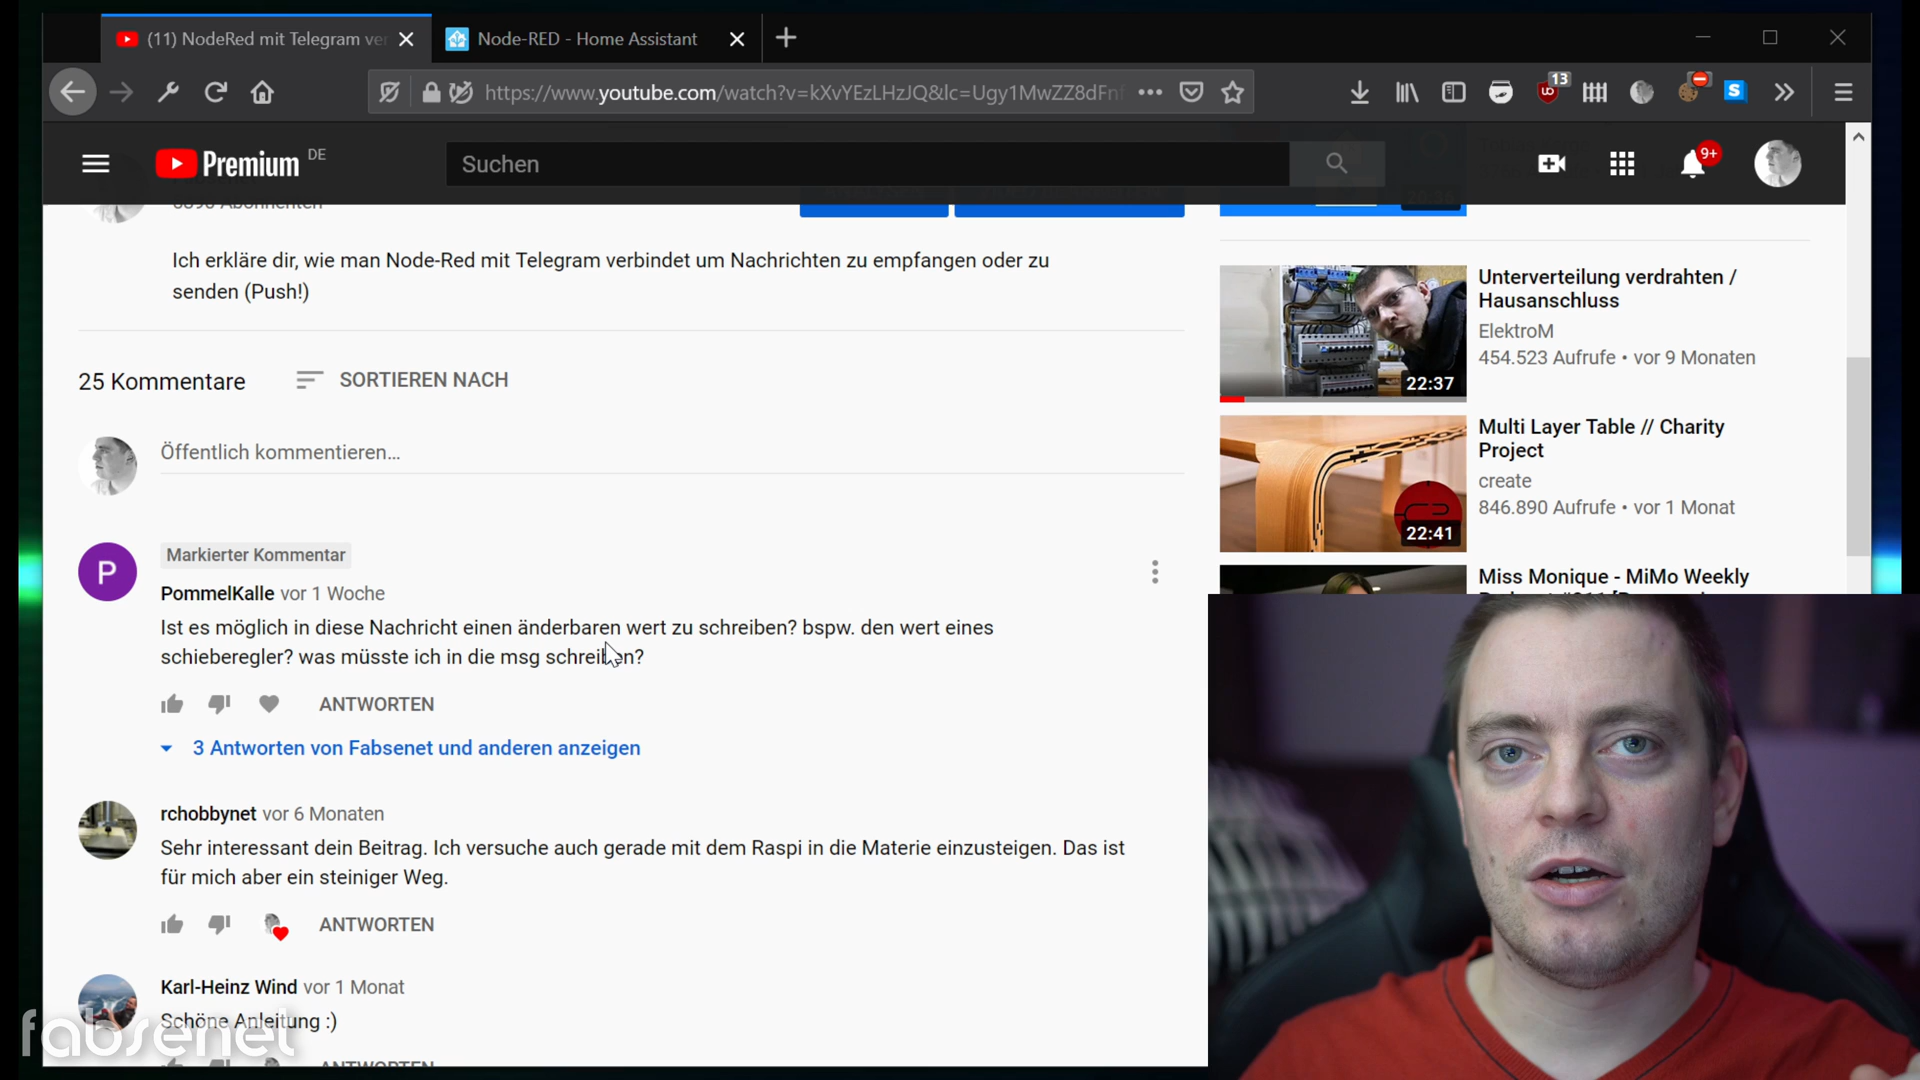 (11) NodeRed mit Telegram ver
Node-RED - Home Assistant
https://www.youtube.com/watch?v=kXvYEzLHzJQ&lc=Ugy1MwZZ8dFnf
13
S
Premium DE
Suchen
9+
Ich erkläre dir, wie man Node-Red mit Telegram verbindet um Nachrichten zu empfangen oder zu
senden (Push!)
25 Kommentare
SORTIEREN NACH
Öffentlich kommentieren...
P
Markierter Kommentar
PommelKalle vor 1 Woche
Ist es möglich in diese Nachricht einen änderbaren wert zu schreiben? bspw. den wert eines
schieberegler? was müsste ich in die msg schreiben?
ANTWORTEN
3 Antworten von Fabsenet und anderen anzeigen
rchobbynet vor 6 Monaten
Sehr interessant dein Beitrag. Ich versuche auch gerade mit dem Raspi in die Materie einzusteigen. Das ist
für mich aber ein steiniger Weg.
ANTWORTEN
Karl-Heinz Wind vor 1 Monat
Schöne Anleitung :)
ANTWORTEN
fabsenet
22:37
Unterverteilung verdrahten /
Hausanschluss
ElektroM
454.523 Aufrufe • vor 9 Monaten
22:41
Multi Layer Table // Charity
Project
create
846.890 Aufrufe • vor 1 Monat
Miss Monique - MiMo Weekly